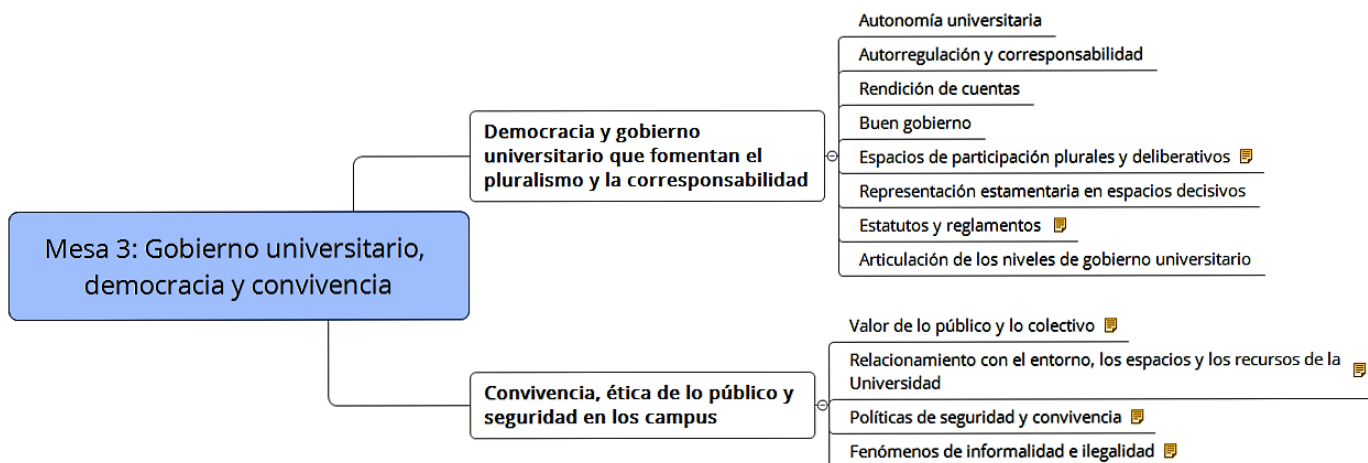 Mesa 3: Gobierno universitario,
democracia y convivencia
Democracia y gobierno
universitario que fomentan el
pluralismo y la corresponsabilidad
Autonomía universitaria
Autorregulación y corresponsabilidad
Rendición de cuentas
Buen gobierno
Espacios de participación plurales y deliberativos
Representación estamentaria en espacios decisivos
Estatutos y reglamentos
Articulación de los niveles de gobierno universitario
Convivencia, ética de lo público y
seguridad en los campus
Valor de lo público y lo colectivo
Relacionamiento con el entorno, los espacios y los recursos de la
Universidad
Políticas de seguridad y convivencia
Fenómenos de informalidad e ilegalidad